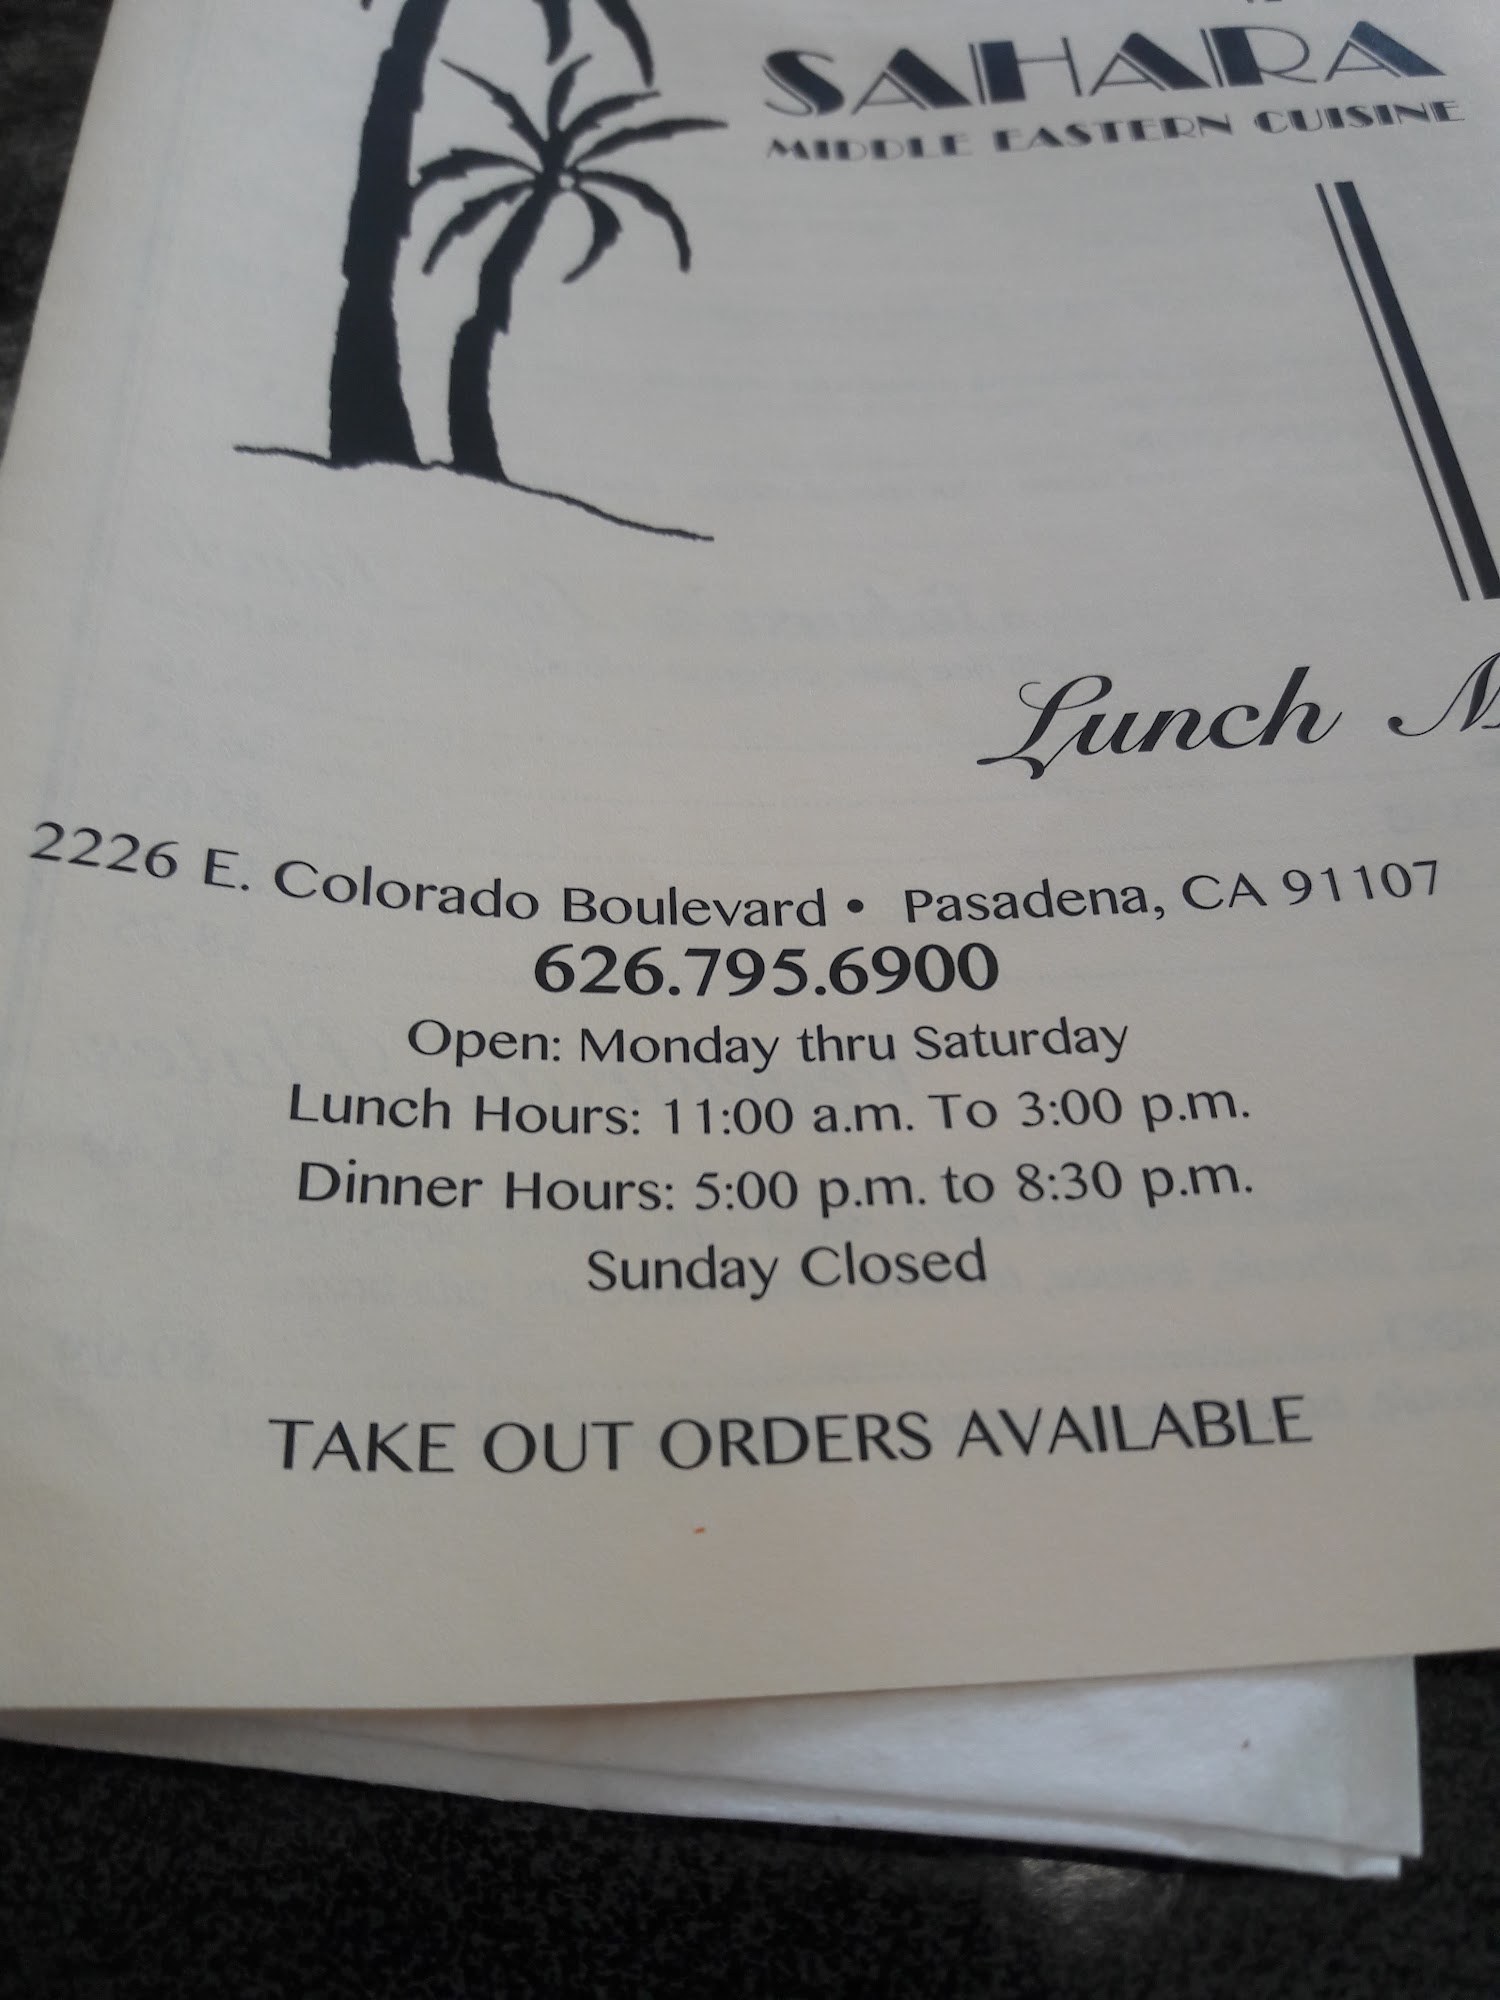 SAHARA
MIDDLE EASTERN CUISINE
Lunch
2226 E. Colorado Boulevard • Pasadena, CA 91107
626.795.6900
Open: Monday thru Saturday
Lunch Hours: 11:00 a.m. To 3:00 p.m.
Dinner Hours: 5:00 p.m. to 8:30 p.m.
Sunday Closed
TAKE OUT ORDERS AVAILABLE